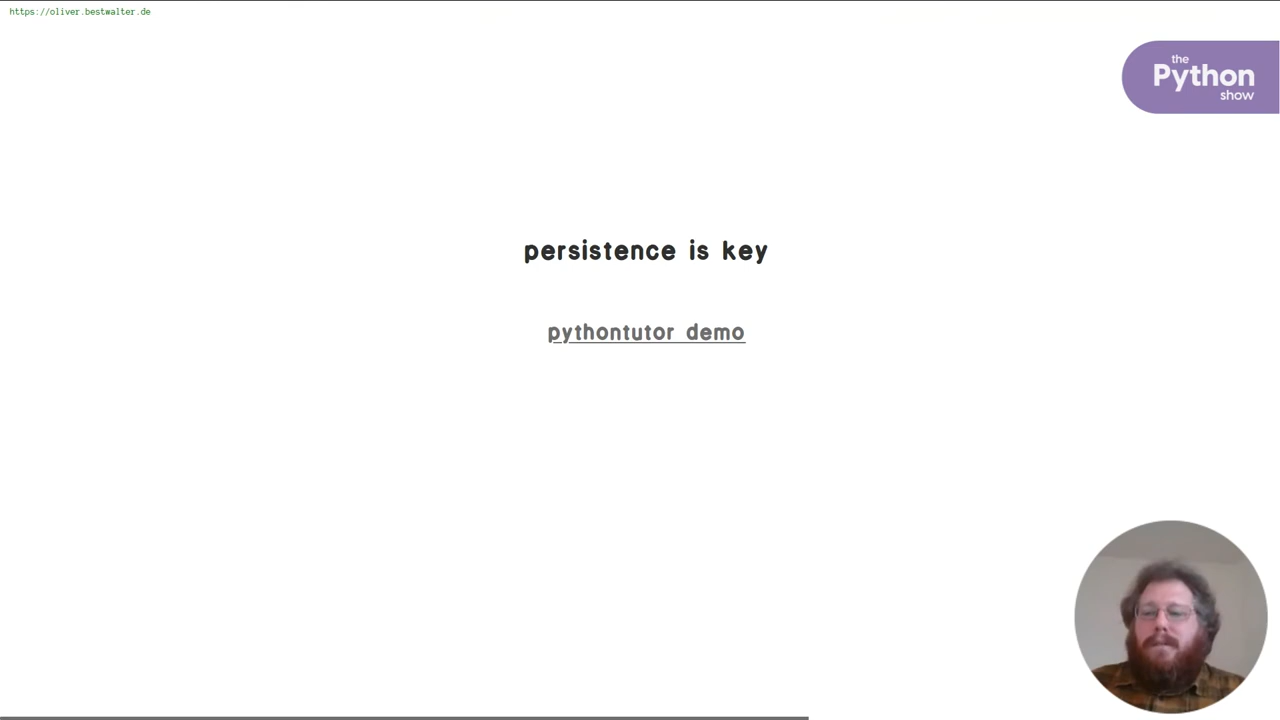 https://oliver.bestwalter.de
the
Python
show
persistence is key
pythontutor demo